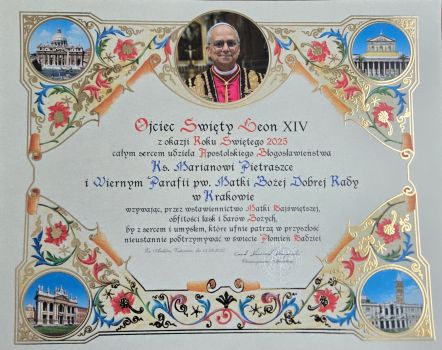 Ojciec Święty Leon XIV
z okazji Roku Świętego 2025
całym sercem udziela Apostolskiego Błogosławieństwa
Ks. Marianowi Pietraszce
i Wiernym Parafii pw. Matki Bożej Dobrej Rady
w Krakowie
wzywając, przez wstawiennictwo Matki Najświętszej,
obfitości łask i darów Bożych,
by z sercem i umysłem, które ufnie patrzą w przyszłość
nieustannie podtrzymywać w świecie Płomień Nadziei